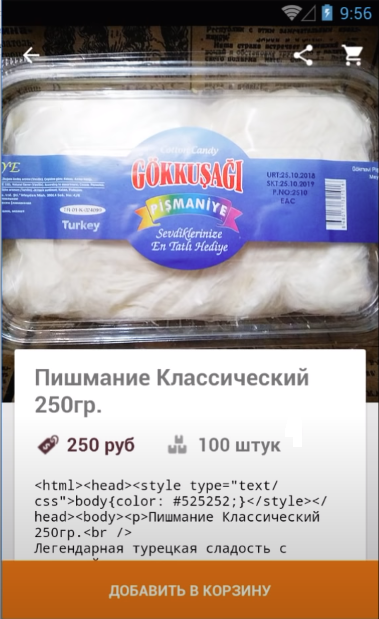 9:56
Cotton Candy
GÖKKUŞAĞI
PİŞMANİYE
Sevdiklerinize
En Tatlı Hediye
Turkey
URT:25.10.2018
SKT:25.10.2019
P.NO:2510
EAC
Пишмание Классический
250гр.
250 руб
100 штук
<html><head><style type="text/
css">body{color: #525252;}</style></
head><body><p>Пишмание Классический
250гр.<br />
Легендарная турецкая сладость с
ДОБАВИТЬ В КОРЗИНУ